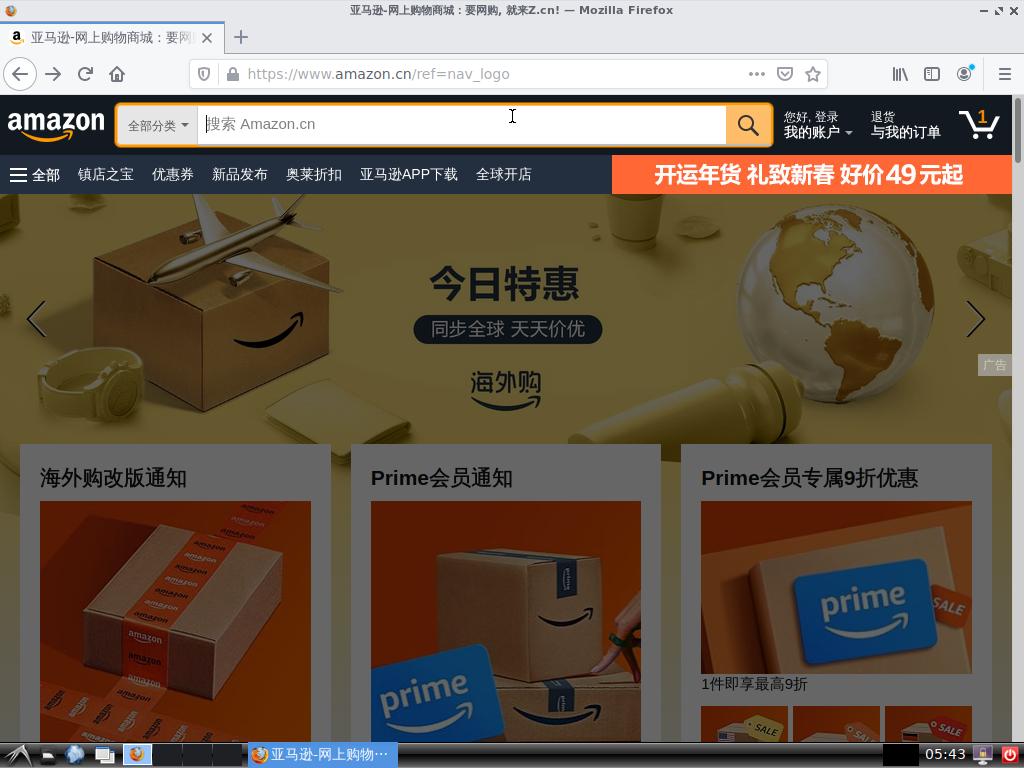 亚马逊-网上购物商城：要网购, 就来Z.cn! — Mozilla Firefox
亚马逊-网上购物商城：要网
https://www.amazon.cn/ref=nav_logo
amazon
全部分类
搜索 Amazon.cn
您好, 登录
我的账户
退货
与我的订单
1
全部
镇店之宝
优惠券
新品发布
奥莱折扣
亚马逊APP下载
全球开店
开运年货 礼致新春 好价49元起
今日特惠
同步全球 天天价优
海外购
广告
海外购改版通知
Prime会员通知
Prime会员专属9折优惠
amazon
amazon
amazon
prime
prime
SALE
1件即享最高9折
SALE
SALE
SALE
亚马逊-网上购物···
05:43